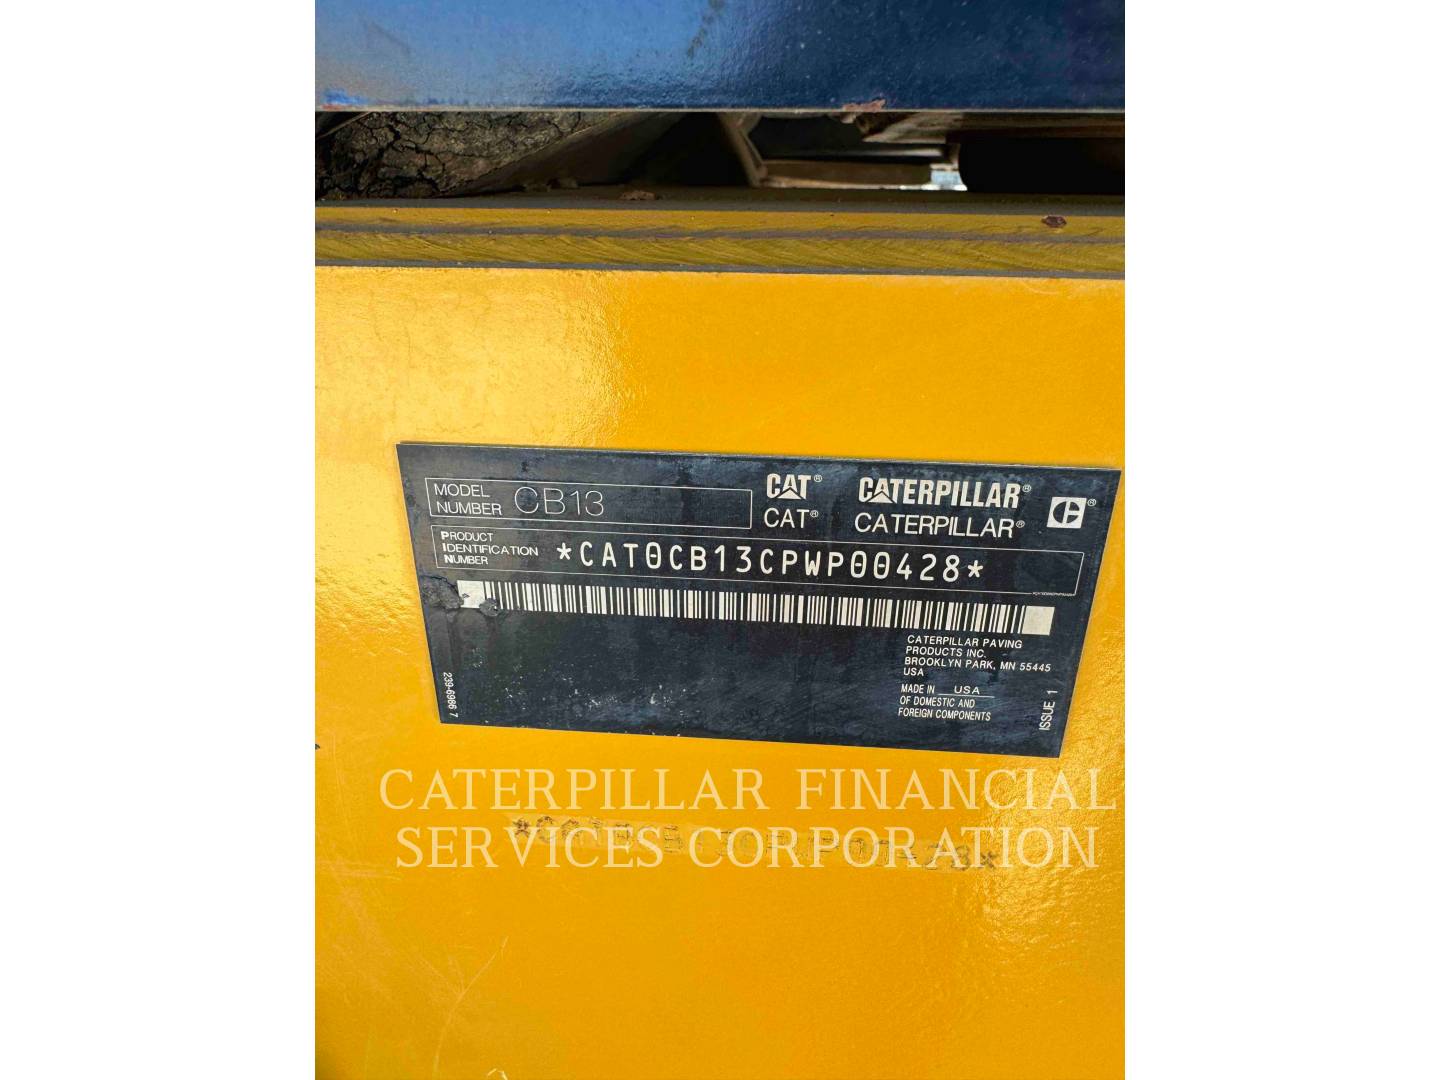 MODEL NUMBER CB13
CAT® CATERPILLAR®
CAT® CATERPILLAR®
PRODUCT IDENTIFICATION NUMBER *CAT0CB13CPWP00428*
CATERPILLAR PAVING
PRODUCTS INC.
BROOKLYN PARK, MN 55445
USA
MADE IN USA
OF DOMESTIC AND
FOREIGN COMPONENTS
239-6986 7
ISSUE 1
CATERPILLAR FINANCIAL
SERVICES CORPORATION